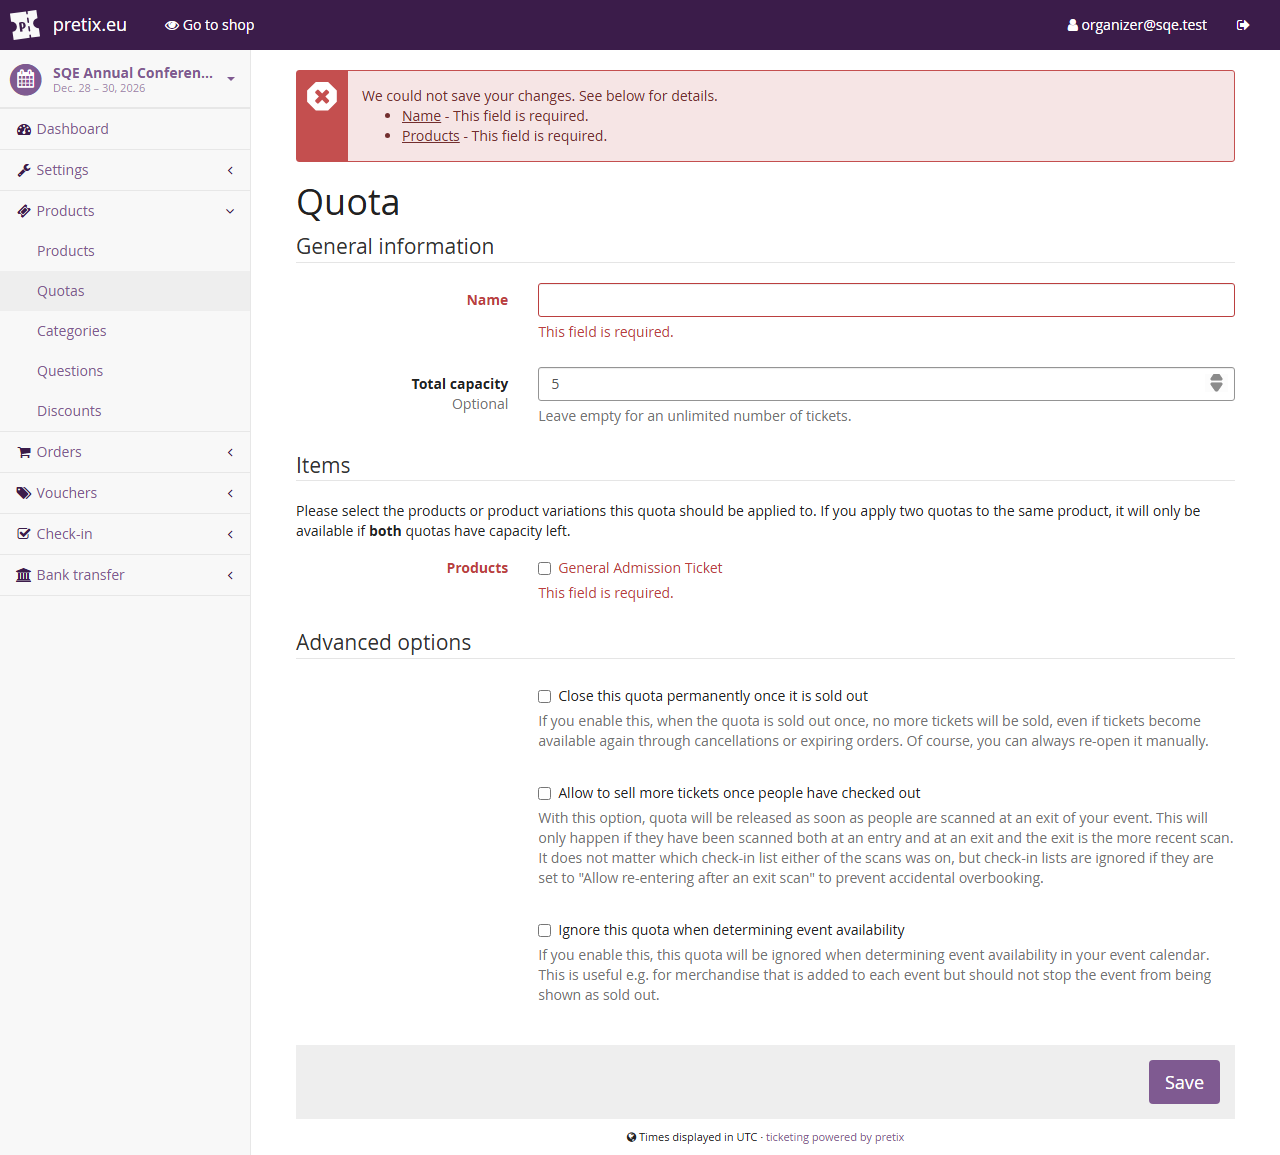 pretix.eu
Go to shop
organizer@sqe.test
SQE Annual Conferen...
Dec. 28 – 30, 2026
Dashboard
Settings
Products
Products
Quotas
Categories
Questions
Discounts
Orders
Vouchers
Check-in
Bank transfer
We could not save your changes. See below for details.
Name - This field is required.
Products - This field is required.
Quota
General information
Name
This field is required.
Total capacity
Optional
5
Leave empty for an unlimited number of tickets.
Items
Please select the products or product variations this quota should be applied to. If you apply two quotas to the same product, it will only be
available if both quotas have capacity left.
Products
General Admission Ticket
This field is required.
Advanced options
Close this quota permanently once it is sold out
If you enable this, when the quota is sold out once, no more tickets will be sold, even if tickets become
available again through cancellations or expiring orders. Of course, you can always re-open it manually.
Allow to sell more tickets once people have checked out
With this option, quota will be released as soon as people are scanned at an exit of your event. This will
only happen if they have been scanned both at an entry and at an exit and the exit is the more recent scan.
It does not matter which check-in list either of the scans was on, but check-in lists are ignored if they are
set to "Allow re-entering after an exit scan" to prevent accidental overbooking.
Ignore this quota when determining event availability
If you enable this, this quota will be ignored when determining event availability in your event calendar.
This is useful e.g. for merchandise that is added to each event but should not stop the event from being
shown as sold out.
Save
Times displayed in UTC · ticketing powered by pretix